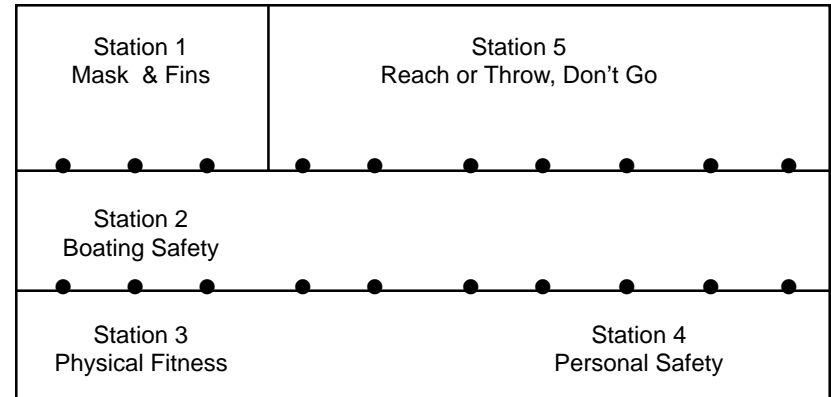 Station 1
Mask & Fins
Station 5
Reach or Throw, Don’t Go
Station 2
Boating Safety
Station 3
Physical Fitness
Station 4
Personal Safety